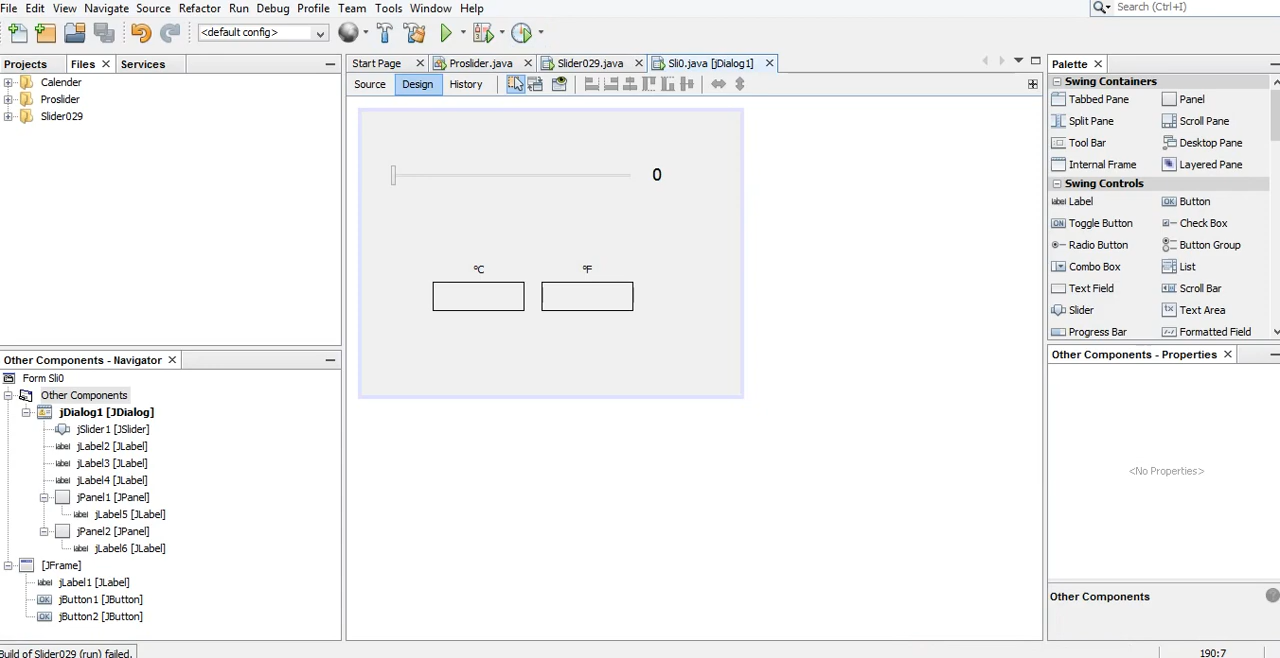 File Edit View Navigate Source Refactor Run Debug Profile Team Tools Window Help
Search (Ctrl+I)
<default config>
Projects Files Services
Calender
Proslider
Slider029
Start Page Proslider.java Slider029.java Sli0.java [jDialog1]
Source Design History
0
°C °F
Palette
Swing Containers
Tabbed Pane Panel
Split Pane Scroll Pane
Tool Bar Desktop Pane
Internal Frame Layered Pane
Swing Controls
Label Button
Toggle Button Check Box
Radio Button Button Group
Combo Box List
Text Field Scroll Bar
Slider Text Area
Progress Bar Formatted Field
Other Components - Navigator
Form Sli0
Other Components
jDialog1 [JDialog]
jSlider1 [JSlider]
jLabel2 [JLabel]
jLabel3 [JLabel]
jLabel4 [JLabel]
jPanel1 [JPanel]
jLabel5 [JLabel]
jPanel2 [JPanel]
jLabel6 [JLabel]
[JFrame]
jLabel1 [JLabel]
jButton1 [JButton]
jButton2 [JButton]
Other Components - Properties
<No Properties>
Other Components
Build of Slider029 (run) failed.
190:7